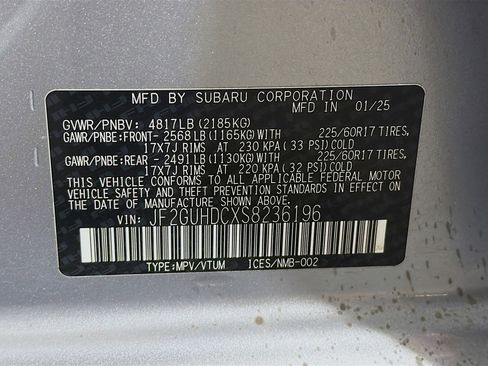 MFD BY SUBARU CORPORATION
MFD IN 01/25
GVWR/PNBV: 4817LB(2185KG)
GAWR/PNBE:FRONT-2568LB(1165KG)WITH 225/60R17 TIRES,
17X7J RIMS AT 230 KPA (33 PSI)COLD
GAWR/PNBE:REAR -2491LB(1130KG)WITH 225/60R17 TIRES,
17X7J RIMS AT 220 KPA (32 PSI)COLD
THIS VEHICLE CONFORMS TO ALL APPLICABLE FEDERAL MOTOR
VEHICLE SAFETY AND THEFT PREVENTION STANDARDS IN EFFECT ON
THE DATE OF MANUFACTURE SHOWN ABOVE.
VIN: JF2GUHDCXS8236196
TYPE:MPV/VTUM ICES/NMB-002